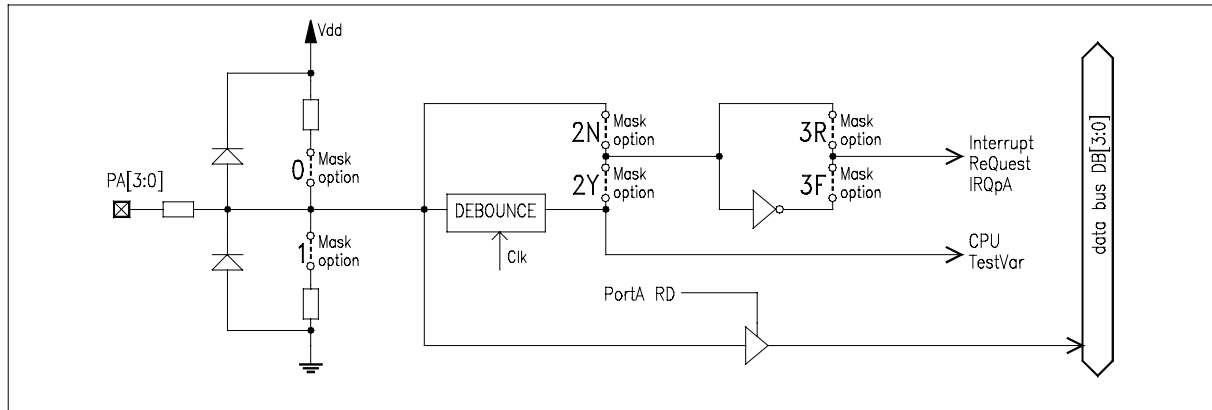 Vdd
0 Mask
option
PA[3:0]
1 Mask
option
DEBOUNCE
Clk
2N Mask
option
2Y Mask
option
3R Mask
option
3F Mask
option
Interrupt
ReQuest
IRQpA
CPU
TestVar
PortA RD
data bus DB[3:0]